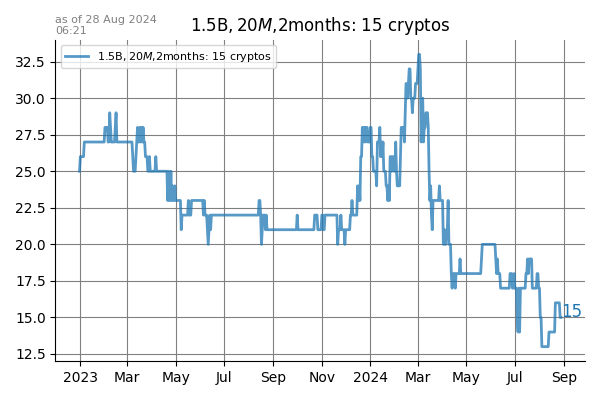 as of 28 Aug 2024
06:21
1.5B, 20M,2months: 15 cryptos
1.5B, 20M,2months: 15 cryptos
32.5
30.0
27.5
25.0
22.5
20.0
17.5
15.0
12.5
15
2023 Mar May Jul Sep Nov 2024 Mar May Jul Sep